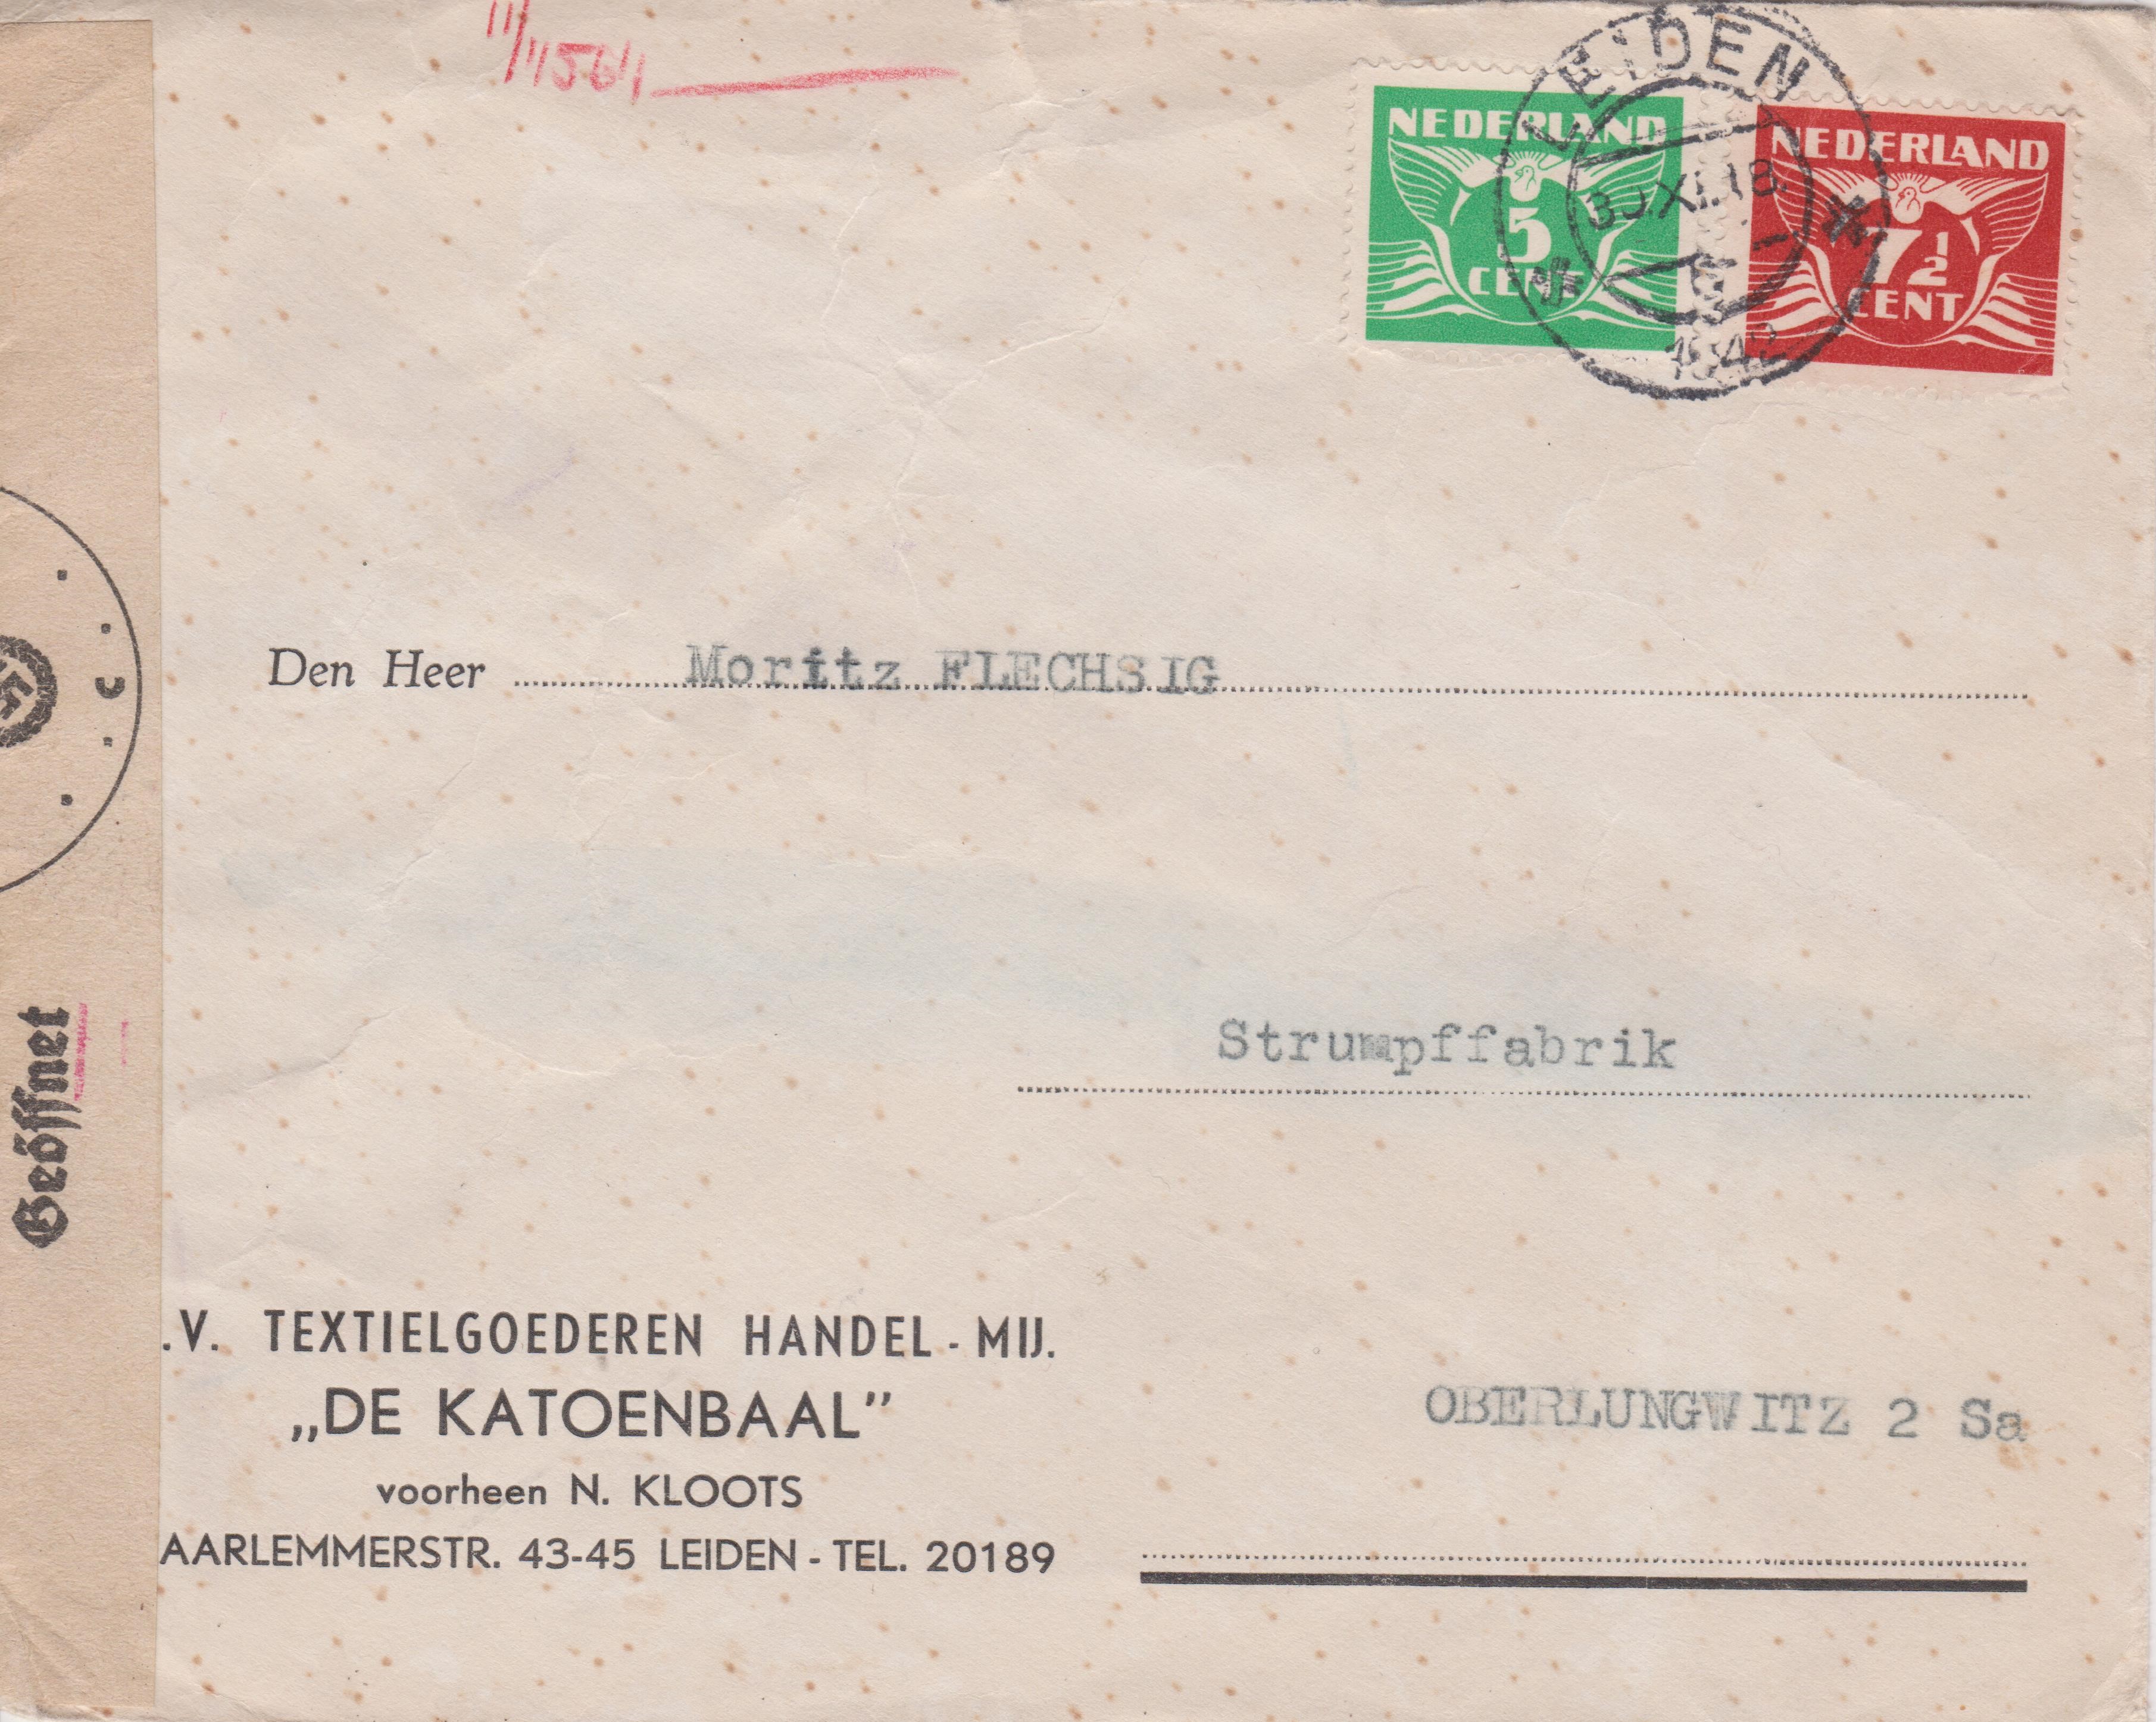 LEIDEN
NEDERLAND
5
CENT
NEDERLAND
7½
CENT
1942
c
Den Heer Moritz FLECHSIG
Strumpffabrik
OBERLUNGWITZ 2 Sa
Geöffnet
.V. TEXTIELGOEDEREN HANDEL - MIJ.
„DE KATOENBAAL”
voorheen N. KLOOTS
AARLEMMERSTR. 43-45 LEIDEN - TEL. 20189